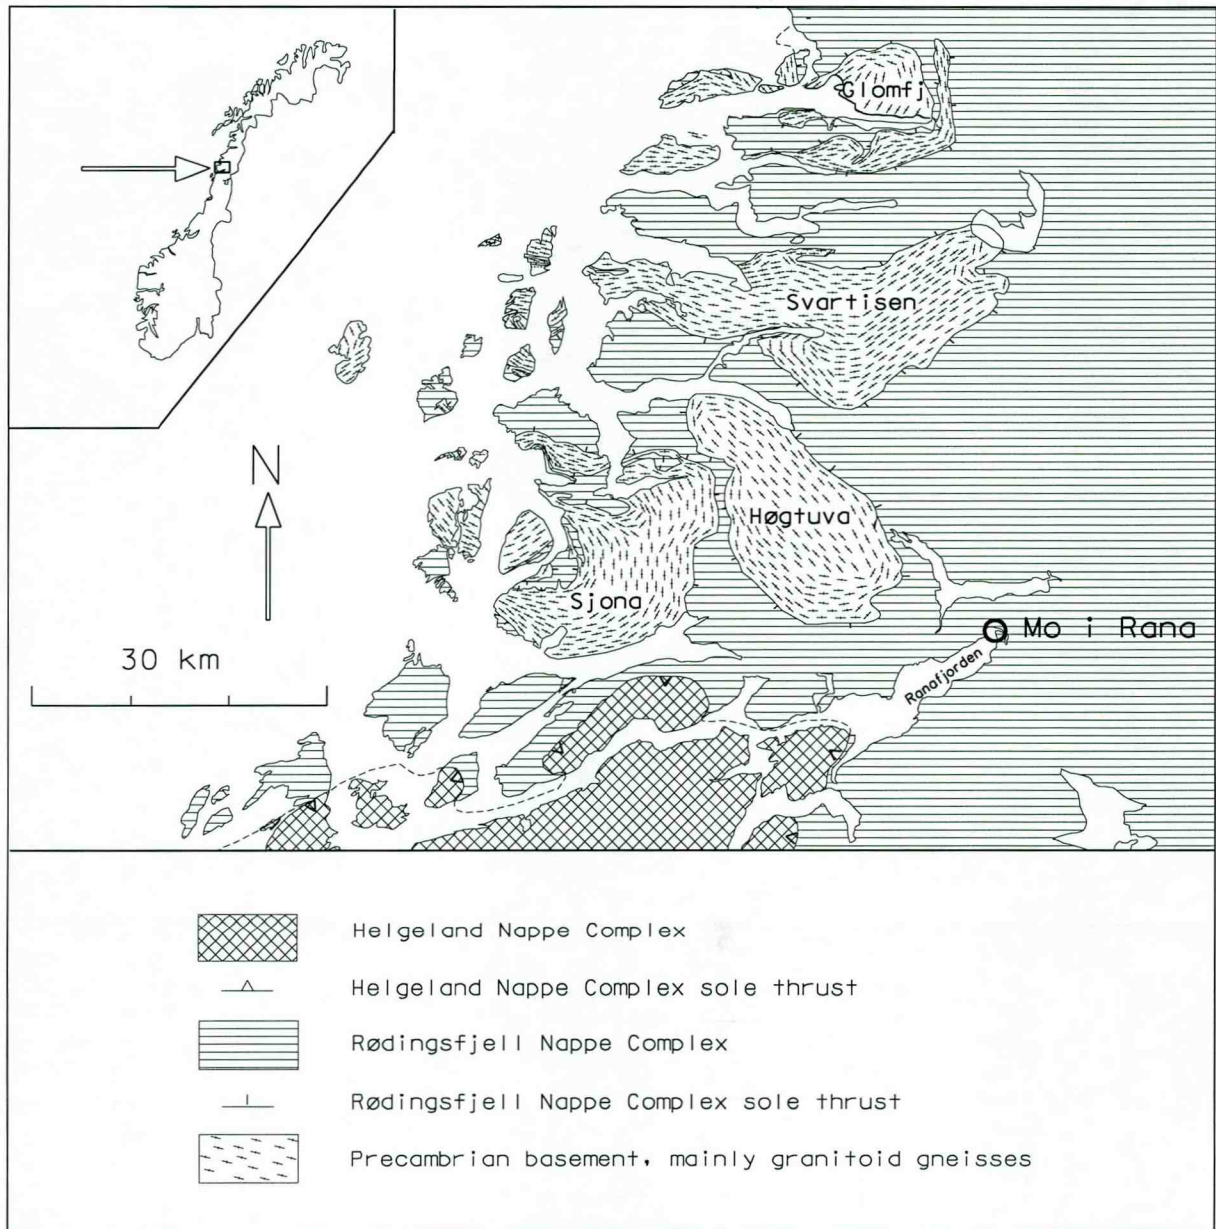 Glomfj
Svartisen
N
Høgtuva
Sjona
Mo i Rana
30 km
Ranafjorden
Helgeland Nappe Complex
Helgeland Nappe Complex sole thrust
Rødingsfjell Nappe Complex
Rødingsfjell Nappe Complex sole thrust
Precambrian basement, mainly granitoid gneisses